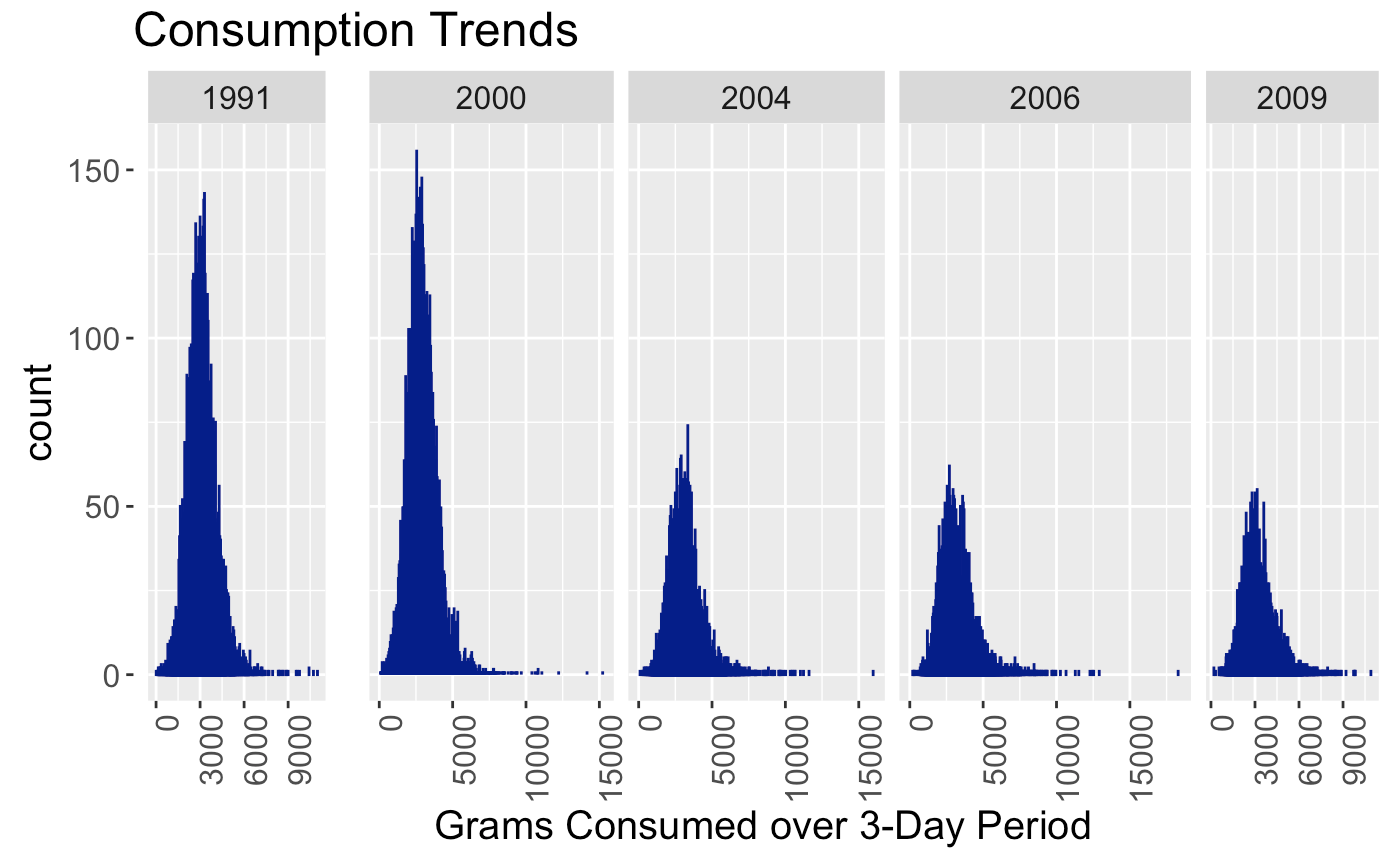 Consumption Trends
1991 2000 2004 2006 2009
150
100
50
0
count
0 3000 6000 9000 0 5000 10000 15000 0 5000 10000 15000 0 5000 10000 15000 0 3000 6000 9000
Grams Consumed over 3-Day Period